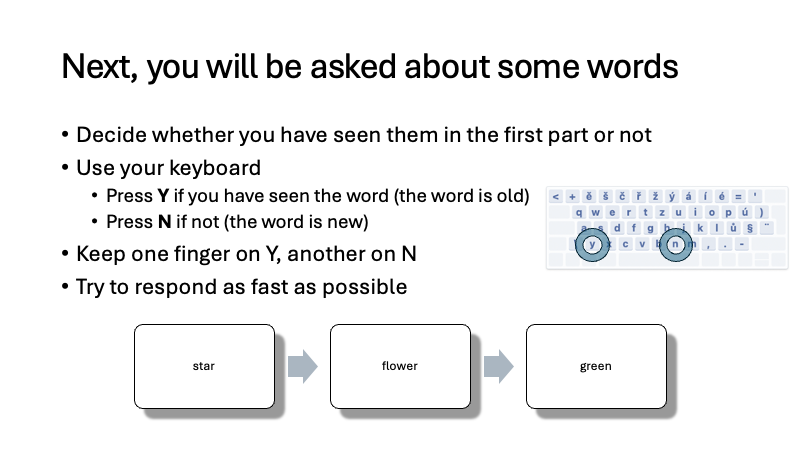 Next, you will be asked about some words
• Decide whether you have seen them in the first part or not
• Use your keyboard
• Press Y if you have seen the word (the word is old)
• Press N if not (the word is new)
• Keep one finger on Y, another on N
• Try to respond as fast as possible
< + ě š č ř ž ý á í é = '
q w e r t z u i o p ú )
a s d f g h j k l ů § ¨
y x c v b n m , . -
star
flower
green